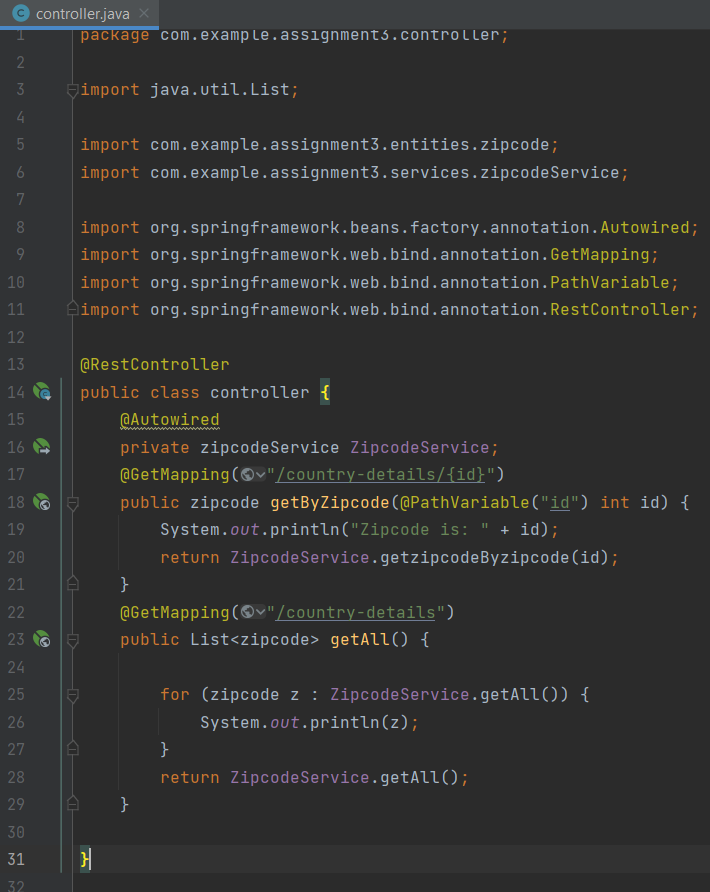 controller.java
1 package com.example.assignment3.controller;
2
3 import java.util.List;
4
5 import com.example.assignment3.entities.zipcode;
6 import com.example.assignment3.services.zipcodeService;
7
8 import org.springframework.beans.factory.annotation.Autowired;
9 import org.springframework.web.bind.annotation.GetMapping;
10 import org.springframework.web.bind.annotation.PathVariable;
11 import org.springframework.web.bind.annotation.RestController;
12
13 @RestController
14 public class controller {
15 @Autowired
16 private zipcodeService ZipcodeService;
17 @GetMapping("/country-details/{id}")
18 public zipcode getByZipcode(@PathVariable("id") int id) {
19 System.out.println("Zipcode is: " + id);
20 return ZipcodeService.getzipcodeByzipcode(id);
21 }
22 @GetMapping("/country-details")
23 public List<zipcode> getAll() {
24
25 for (zipcode z : ZipcodeService.getAll()) {
26 System.out.println(z);
27 }
28 return ZipcodeService.getAll();
29 }
30
31 }
32